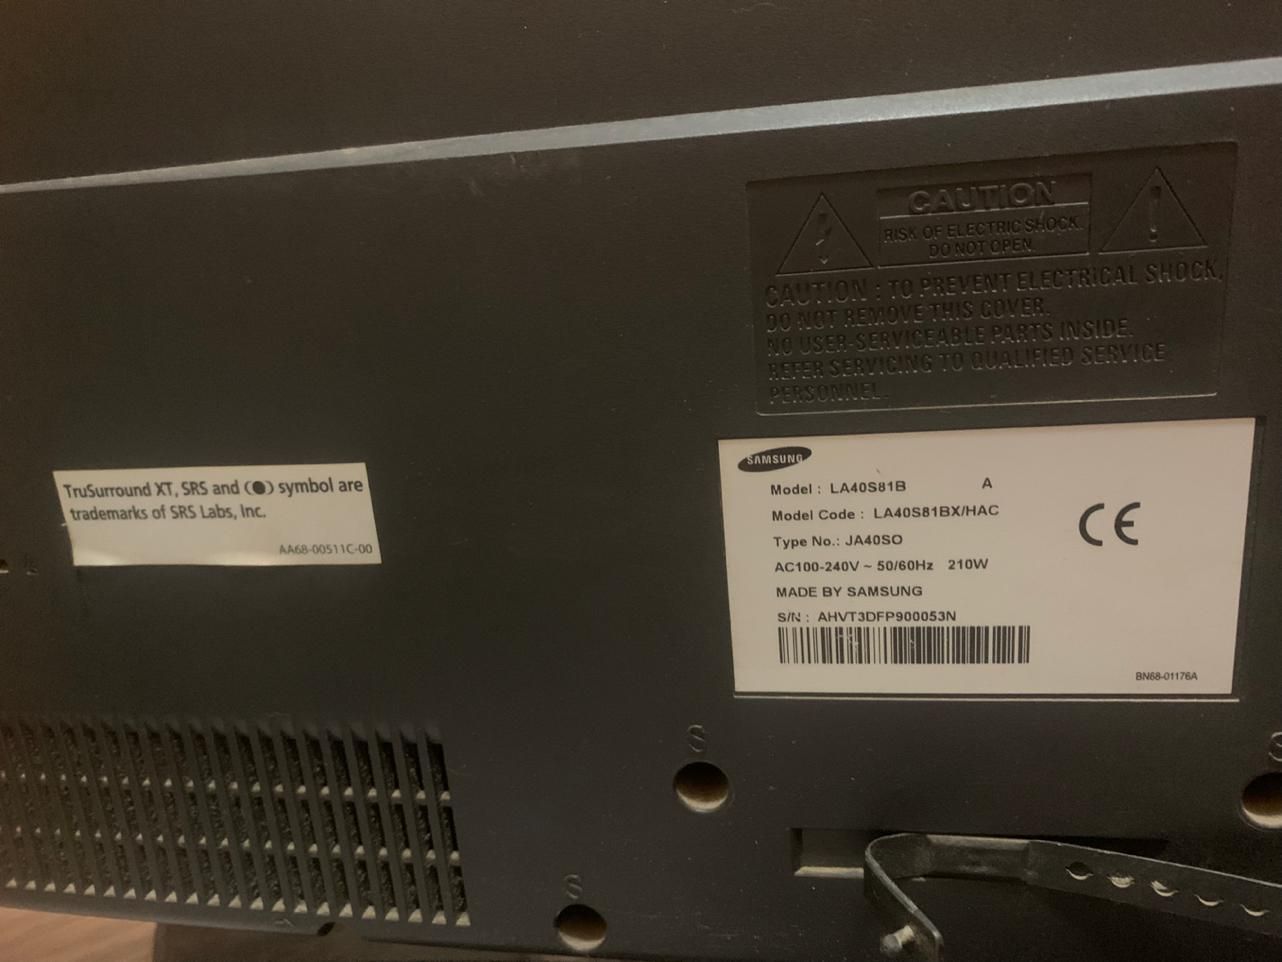 CAUTION
RISK OF ELECTRIC SHOCK.
DO NOT OPEN.
CAUTION : TO PREVENT ELECTRICAL SHOCK,
DO NOT REMOVE THIS COVER.
NO USER-SERVICEABLE PARTS INSIDE.
REFER SERVICING TO QUALIFIED SERVICE
PERSONNEL.
TruSurround XT, SRS and (●) symbol are
trademarks of SRS Labs, Inc.
AA68-00511C-00
SAMSUNG
Model : LA40S81B A
Model Code : LA40S81BX/HAC
Type No.: JA40SO
AC100-240V ~ 50/60Hz 210W
MADE BY SAMSUNG
S/N : AHVT3DFP900053N
CE
BN68-01176A
S
S
S